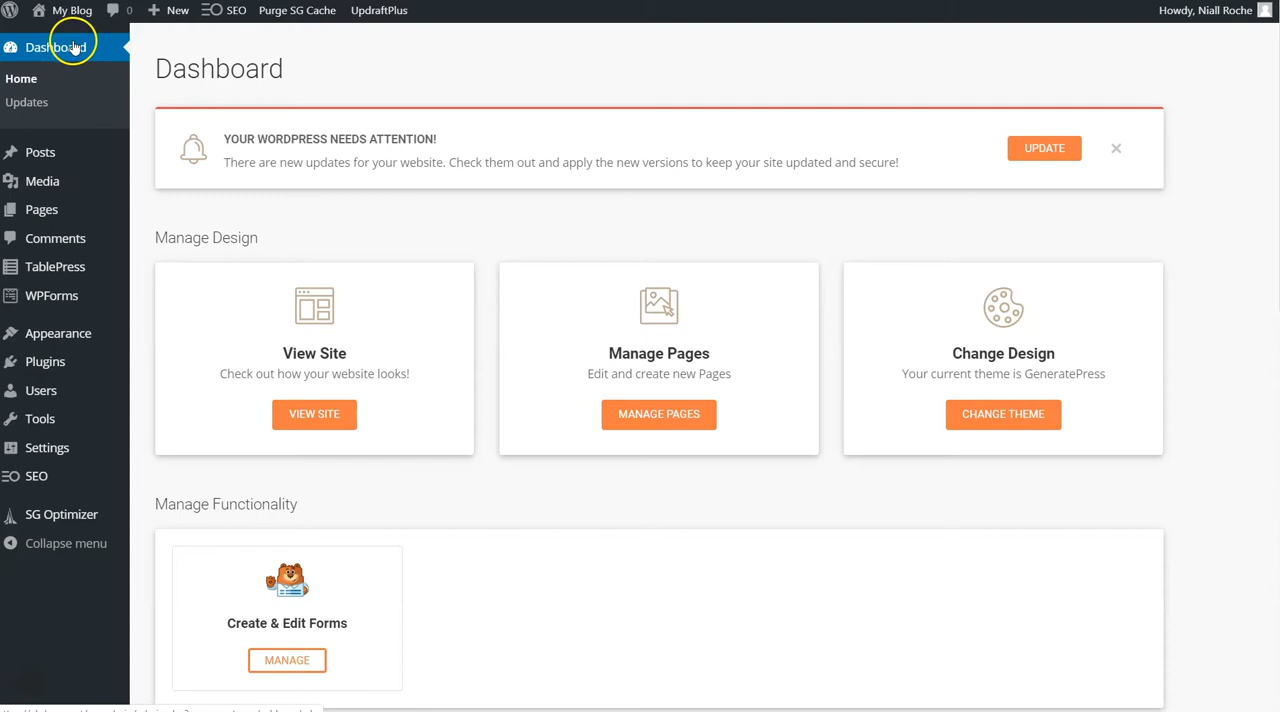 My Blog 0 New SEO Purge SG Cache UpdraftPlus Howdy, Niall Roche
Dashboard
Home
Updates
Posts
Media
Pages
Comments
TablePress
WPForms
Appearance
Plugins
Users
Tools
Settings
SEO
SG Optimizer
Collapse menu
Dashboard
YOUR WORDPRESS NEEDS ATTENTION!
There are new updates for your website. Check them out and apply the new versions to keep your site updated and secure!
UPDATE
Manage Design
View Site
Check out how your website looks!
VIEW SITE
Manage Pages
Edit and create new Pages
MANAGE PAGES
Change Design
Your current theme is GeneratePress
CHANGE THEME
Manage Functionality
Create & Edit Forms
MANAGE